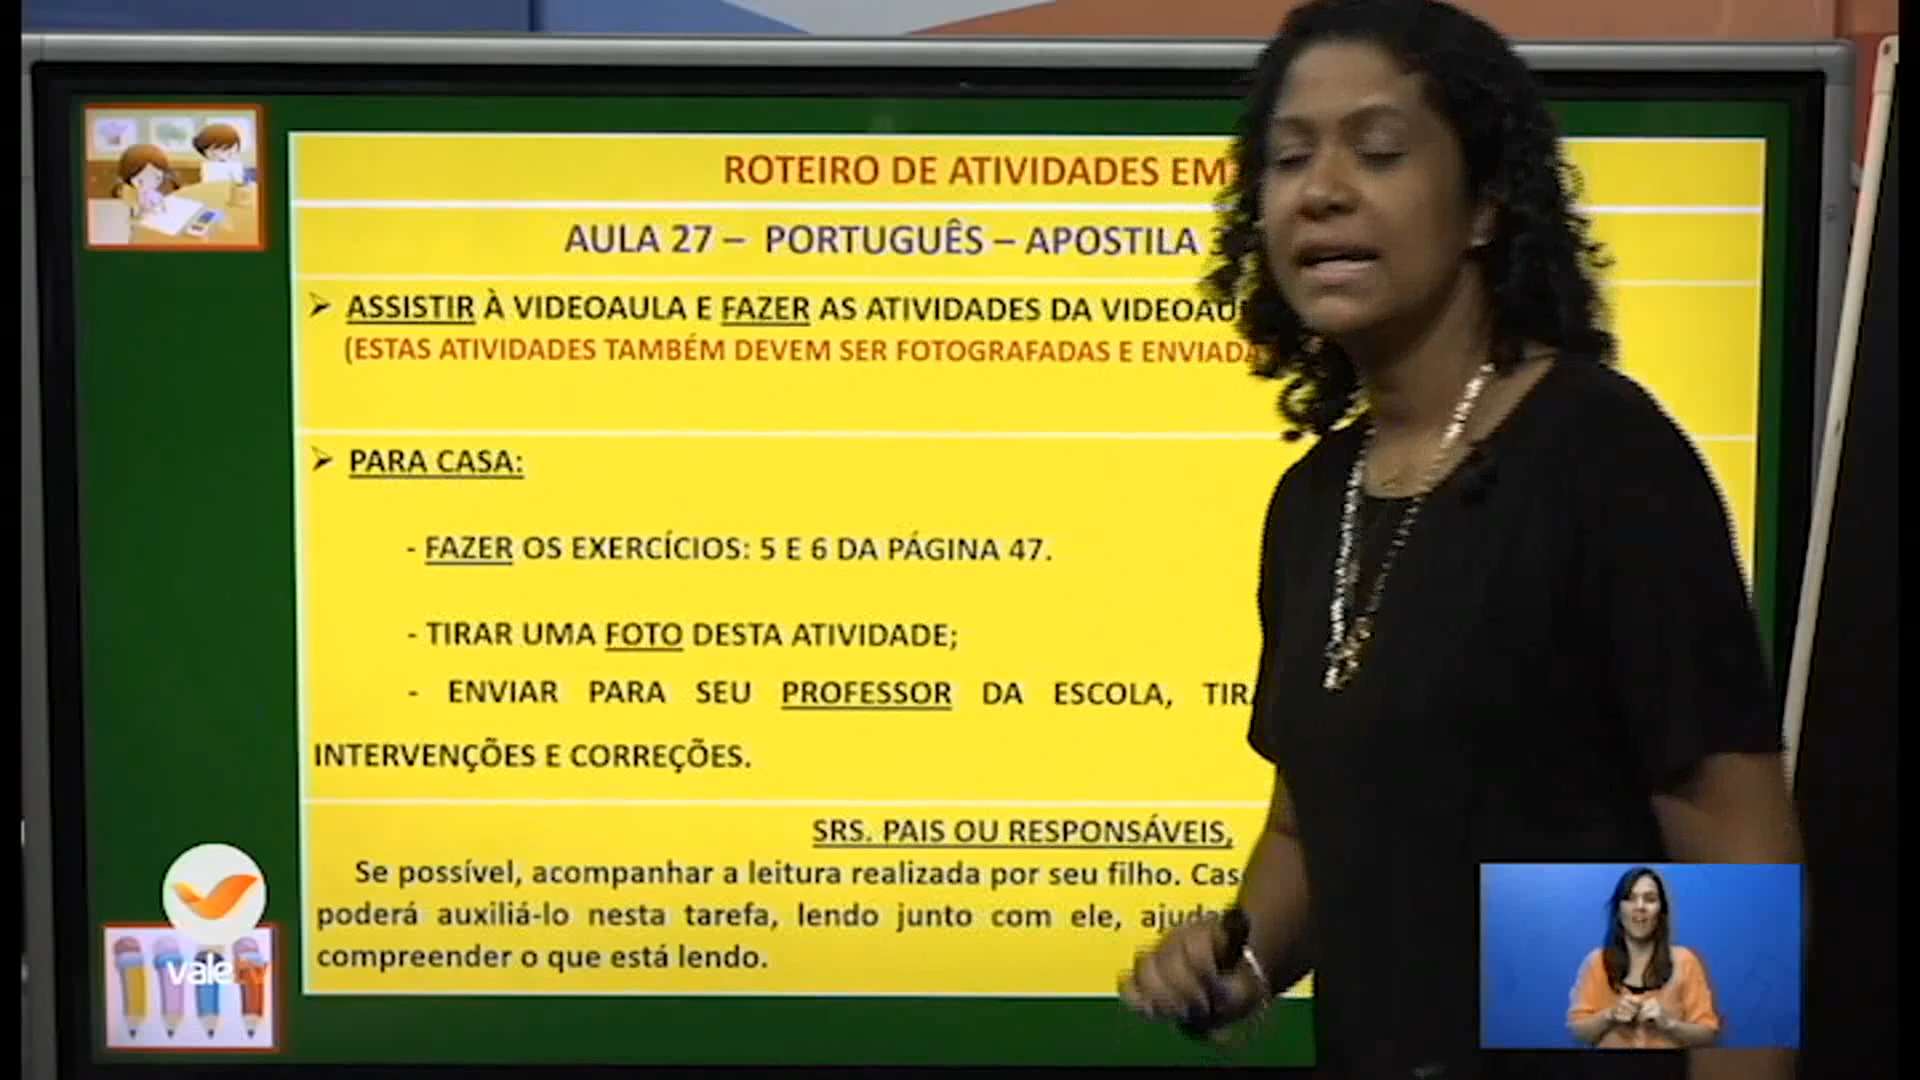 ROTEIRO DE ATIVIDADES EM
AULA 27 – PORTUGUÊS – APOSTILA
➢ ASSISTIR À VIDEOAULA E FAZER AS ATIVIDADES DA
(ESTAS ATIVIDADES TAMBÉM DEVEM SER FOTOGRAFADAS E
➢ PARA CASA:
- FAZER OS EXERCÍCIOS: 5 E 6 DA PÁGINA 47.
- TIRAR UMA FOTO DESTA ATIVIDADE;
- ENVIAR PARA SEU PROFESSOR DA ESCOLA,
INTERVENÇÕES E CORREÇÕES.
SRS. PAIS OU RESPONSÁVEIS,
Se possível, acompanhar a leitura realizada por seu filho.
poderá auxiliá-lo nesta tarefa, lendo junto com ele,
compreender o que está lendo.
valetv